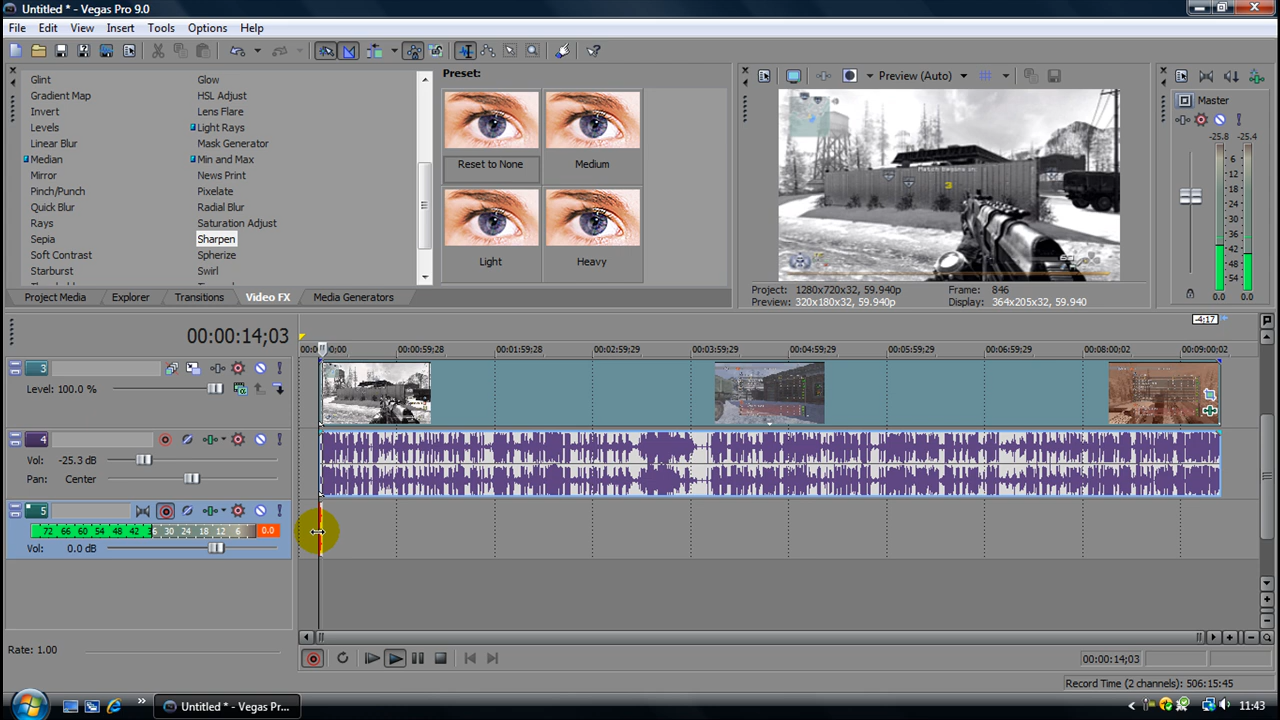 Untitled * - Vegas Pro 9.0
File Edit View Insert Tools Options Help
Preview (Auto)
Glint Glow
Gradient Map HSL Adjust
Invert Lens Flare
Levels Light Rays
Linear Blur Mask Generator
Median Min and Max
Mirror News Print
Pinch/Punch Pixelate
Quick Blur Radial Blur
Rays Saturation Adjust
Sepia Sharpen
Soft Contrast Spherize
Starburst Swirl
Preset:
Reset to None Medium
Light Heavy
Project Media Explorer Transitions Video FX Media Generators
Match Begins in:
3
Project: 1280x720x32, 59.940p Frame: 846
Preview: 320x180x32, 59.940p Display: 364x205x32, 59.940
Master
-25.8 -25.4
6
12
18
24
30
36
42
48
54
0.0 0.0
-4:17
00:00:14;03
00:00:59:28 00:01:59:28 00:02:59:29 00:03:59:29 00:04:59:29 00:05:59:29 00:06:59:29 00:08:00:02 00:09:00:02
3
Level: 100.0 %
4
Vol: -25.3 dB
Pan: Center
5
72 66 60 54 48 42 36 30 24 18 12 6 0.0
Vol: 0.0 dB
Rate: 1.00
00:00:14;03
Record Time (2 channels): 506:15:45
Untitled * - Vegas Pr...
11:43